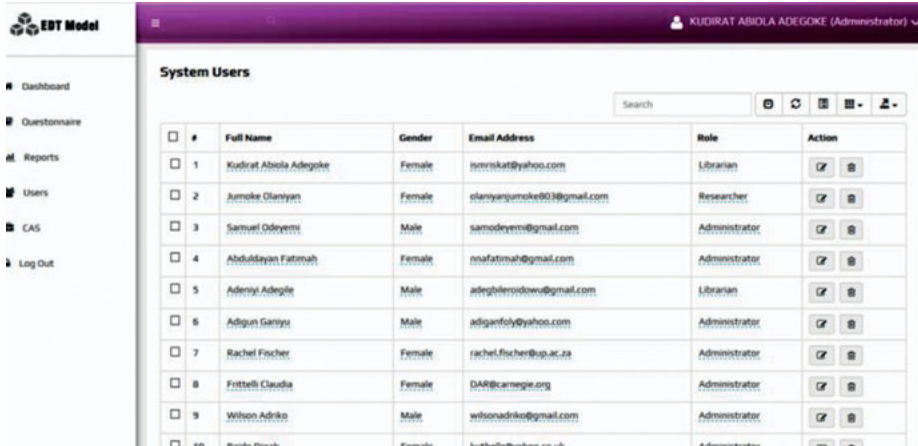 EDT Model
KUDIRAT ABIOLA ADEGOKE (Administrator)
Dashboard
Questonnaire
Reports
Users
CAS
Log Out
System Users
Search
# Full Name Gender Email Address Role Action
1 Kudirat Abiola Adegoke Female ismriskat@yahoo.com Librarian
2 Jumoke Olaniyan Female olaniyanjumoke803@gmail.com Researcher
3 Samuel Odeyemi Male samodeyemi@gmail.com Administrator
4 Abduldayan Fatimah Female nnafatimah@gmail.com Administrator
5 Adeniyi Adegile Male adegbileroidowu@gmail.com Librarian
6 Adigun Ganiyu Male adiganfoly@yahoo.com Administrator
7 Rachel Fischer Female rachel.fischer@up.ac.za Administrator
8 Frittelli Claudia Female DAR@carnegie.org Administrator
9 Wilson Adriko Male wilsonadriko@gmail.com Administrator
10 Female Administrator